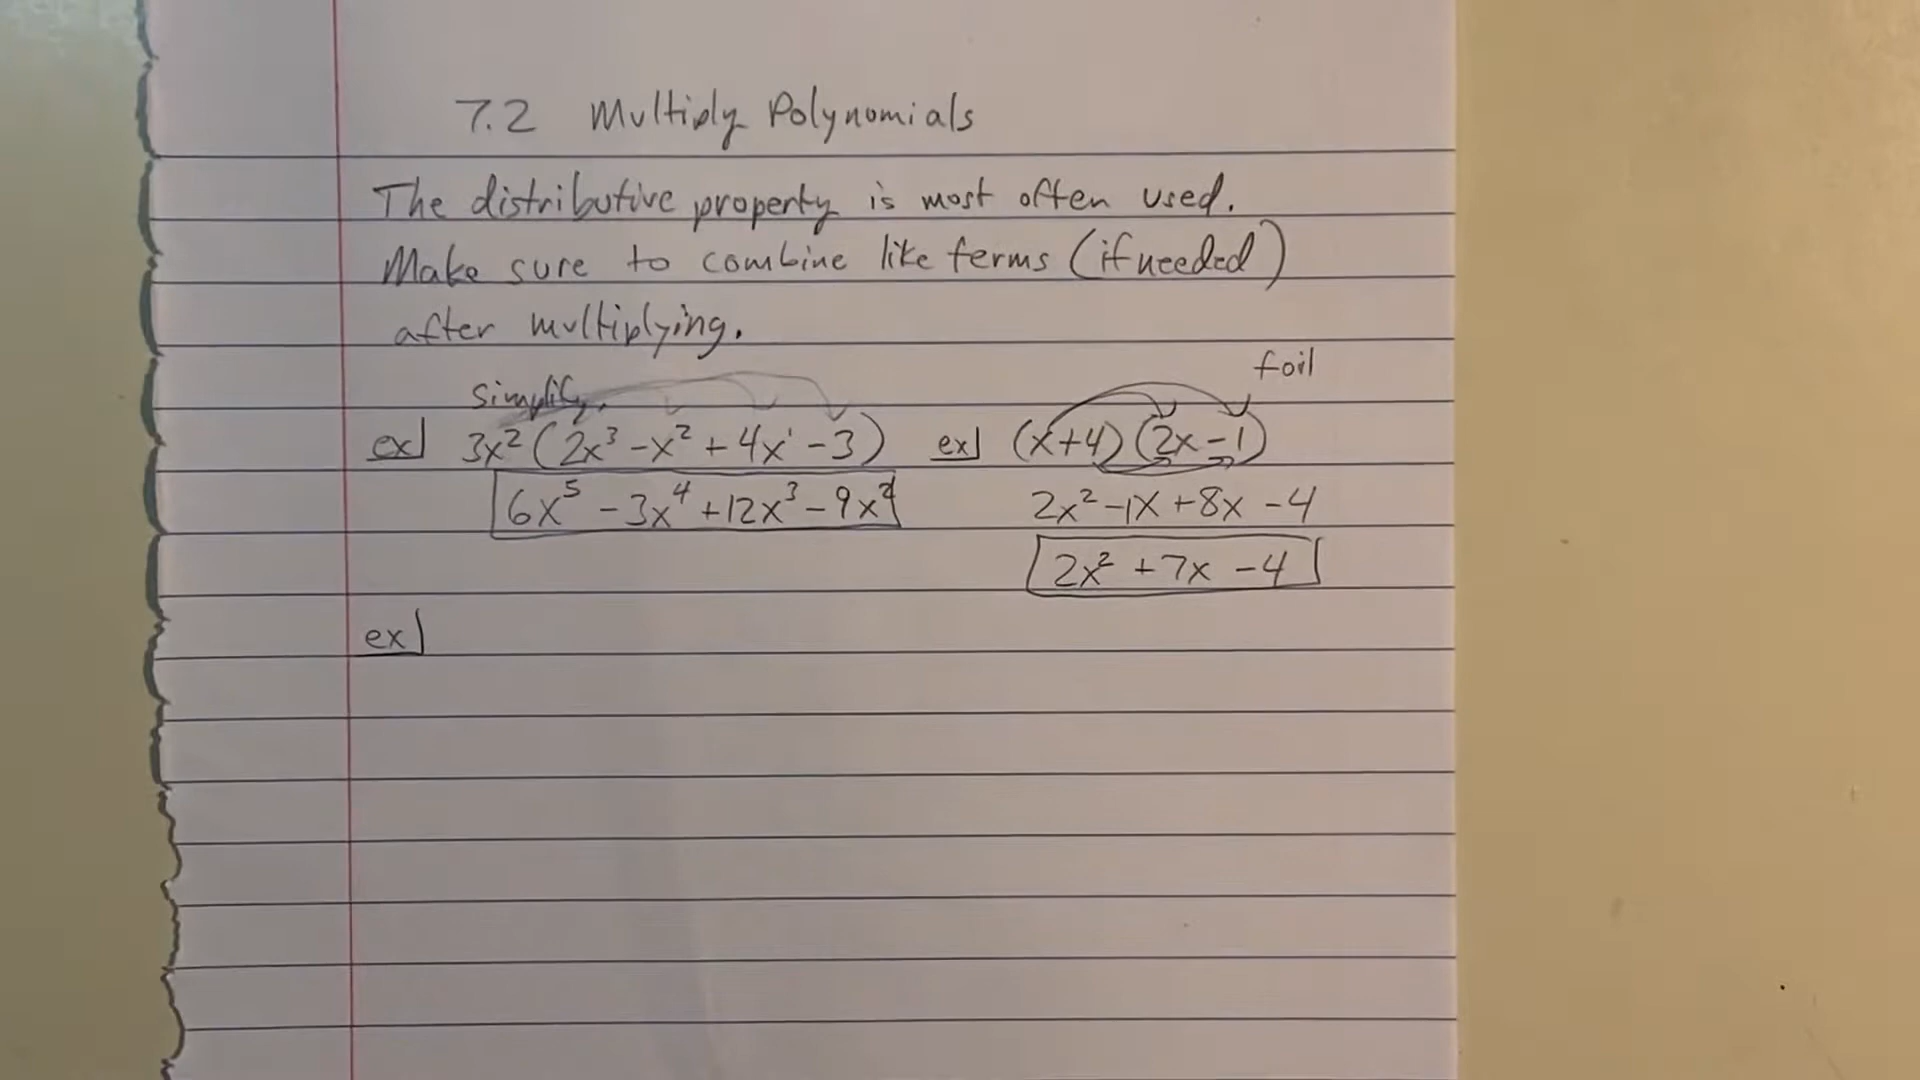 7.2 Multiply Polynomials
The distributive property is most often used.
Make sure to combine like terms (if needed)
after multiplying.
foil
simplify.
ex] 3x² (2x³ - x² + 4x¹ - 3) ex] (x+4)(2x-1)
6x⁵ - 3x⁴ + 12x³ - 9x² 2x² - 1x + 8x - 4
2x² + 7x - 4
ex]